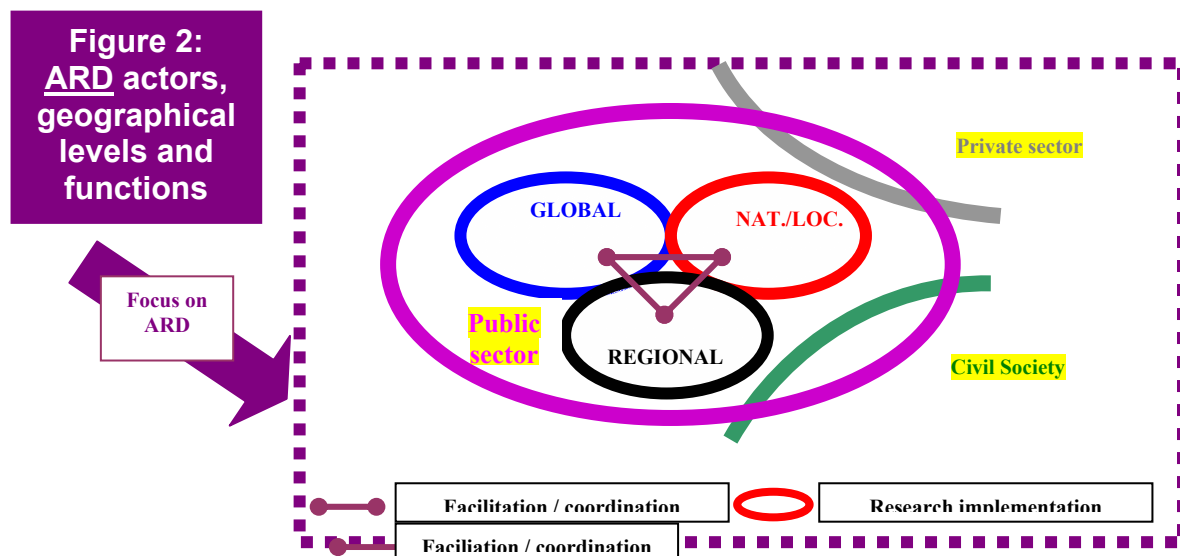 Figure 2:
ARD actors,
geographical
levels and
functions
Focus on
ARD
Private sector
GLOBAL
NAT./LOC.
Public
sector
REGIONAL
Civil Society
Facilitation / coordination
Research implementation
Faciliation / coordination